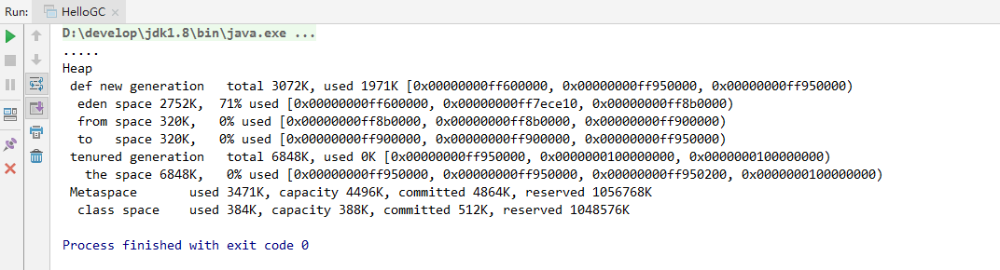 Run: HelloGC
D:\develop\jdk1.8\bin\java.exe ...
.....
Heap
def new generation total 3072K, used 1971K [0x00000000ff600000, 0x00000000ff950000, 0x00000000ff950000)
eden space 2752K, 71% used [0x00000000ff600000, 0x00000000ff7ece10, 0x00000000ff8b0000)
from space 320K, 0% used [0x00000000ff8b0000, 0x00000000ff8b0000, 0x00000000ff900000)
to space 320K, 0% used [0x00000000ff900000, 0x00000000ff900000, 0x00000000ff950000)
tenured generation total 6848K, used 0K [0x00000000ff950000, 0x0000000100000000, 0x0000000100000000)
the space 6848K, 0% used [0x00000000ff950000, 0x00000000ff950000, 0x00000000ff950200, 0x0000000100000000)
Metaspace used 3471K, capacity 4496K, committed 4864K, reserved 1056768K
class space used 384K, capacity 388K, committed 512K, reserved 1048576K
Process finished with exit code 0